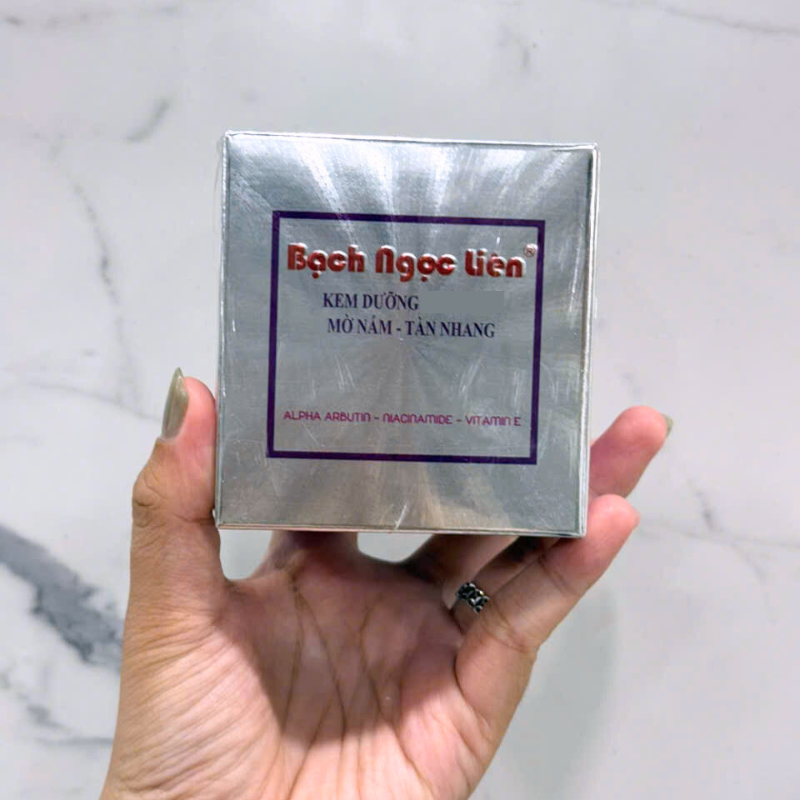 Bạch Ngọc Liên®
KEM DƯỠNG
MỜ NÁM - TÀN NHANG
ALPHA ARBUTIN - NIACINAMIDE - VITAMIN E